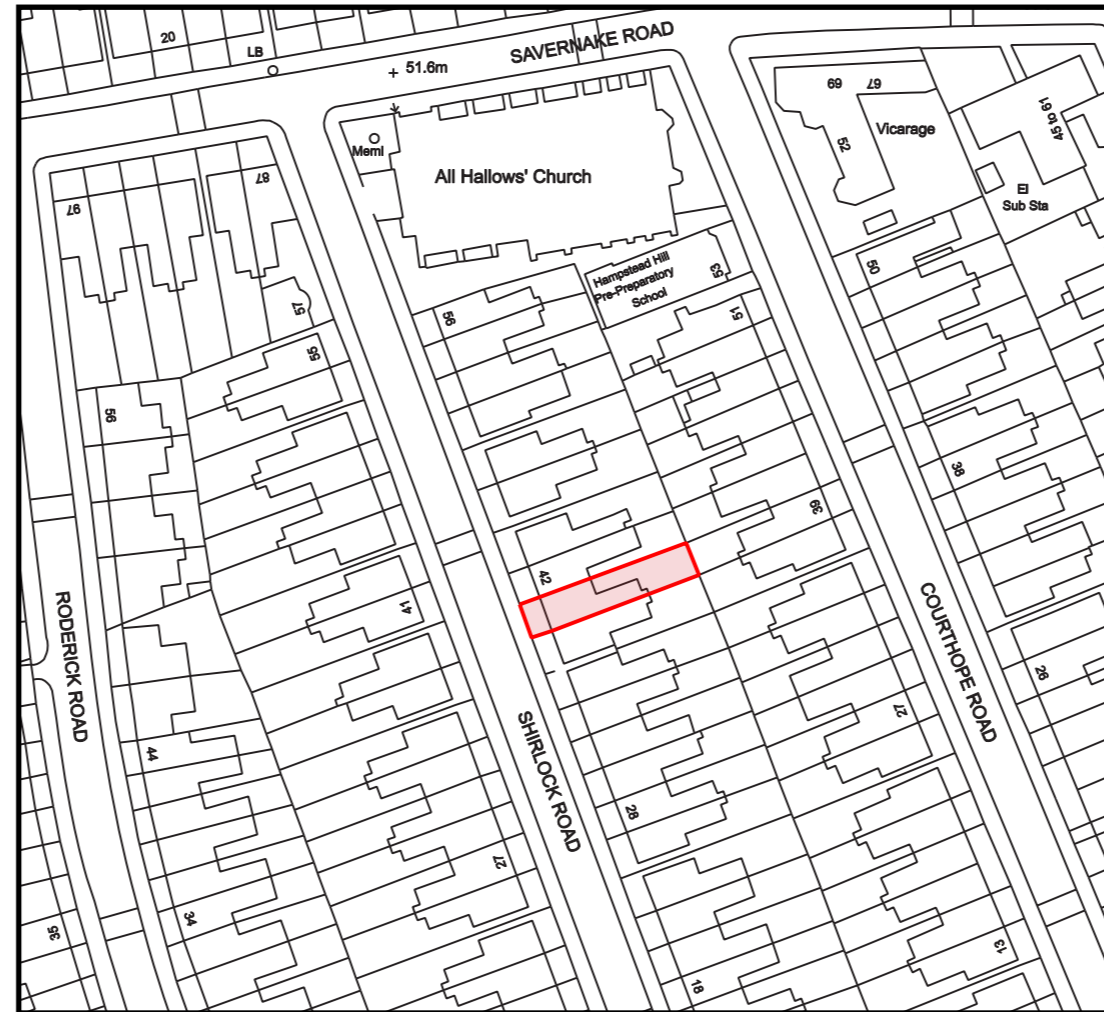 20
LB
51.6m
SAVERNAKE ROAD
Meml
All Hallows' Church
69
67
52
Vicarage
45 to 61
El
Sub Sta
97
87
57
55
56
56
Hampstead Hill
Pre-Preparatory
School
53
51
50
38
39
42
41
RODERICK ROAD
SHIRLOCK ROAD
COURTHOPE ROAD
44
28
27
26
27
34
35
18
13